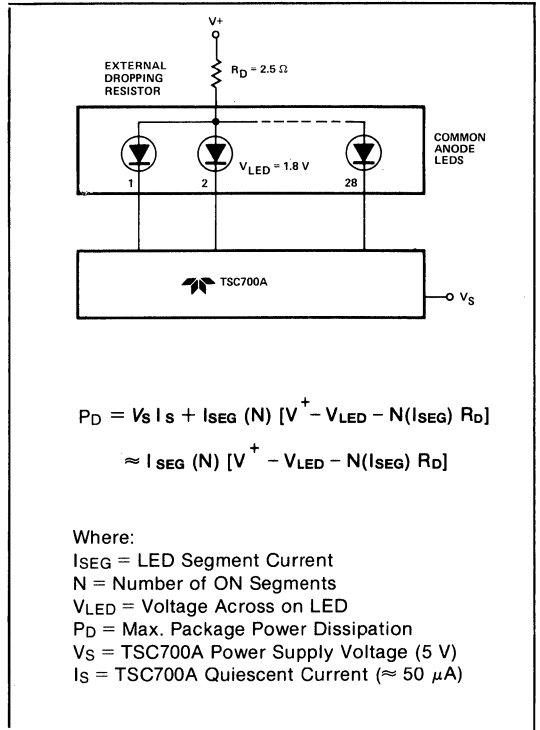 V+
EXTERNAL
DROPPING
RESISTOR
RD = 2.5 Ω
COMMON
ANODE
LEDS
VLED = 1.8 V
1
2
28
TSC700A
VS
PD = VS IS + ISEG (N) [V+ – VLED – N(ISEG) RD]
≈ ISEG (N) [V+ – VLED – N(ISEG) RD]
Where:
ISEG = LED Segment Current
N = Number of ON Segments
VLED = Voltage Across on LED
PD = Max. Package Power Dissipation
VS = TSC700A Power Supply Voltage (5 V)
IS = TSC700A Quiescent Current (≈ 50 μA)